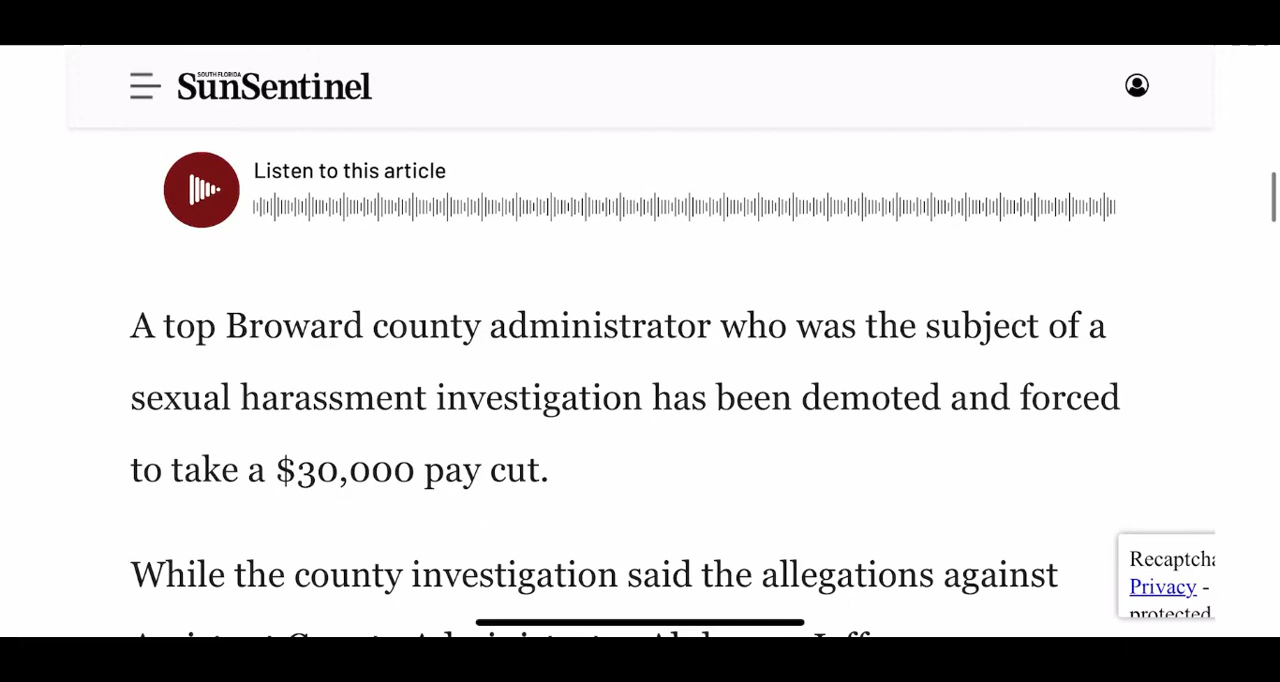 SOUTH FLORIDA
SunSentinel
Listen to this article
A top Broward county administrator who was the subject of a
sexual harassment investigation has been demoted and forced
to take a $30,000 pay cut.
While the county investigation said the allegations against
Recaptcha
Privacy -
protected